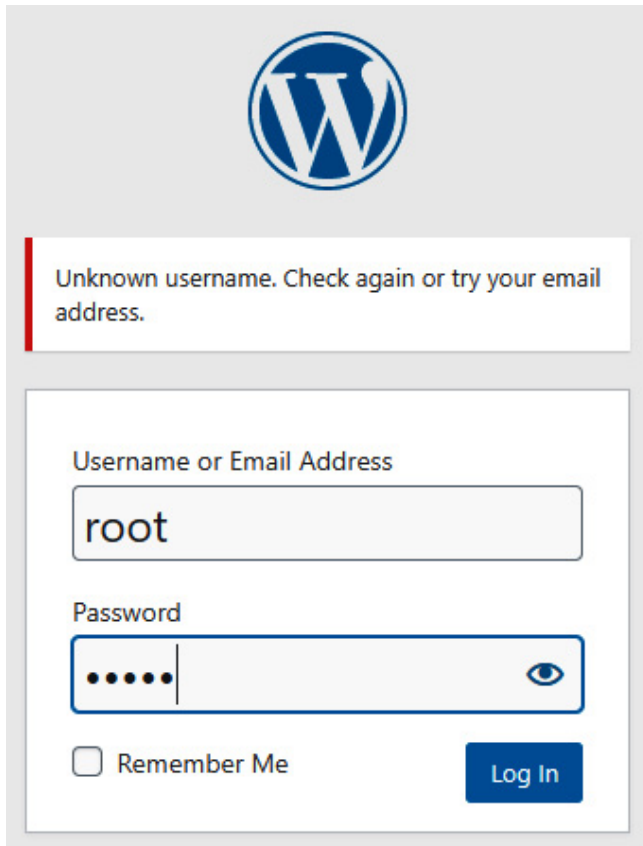 Unknown username. Check again or try your email
address.
Username or Email Address
root
Password
•••••
Remember Me
Log In